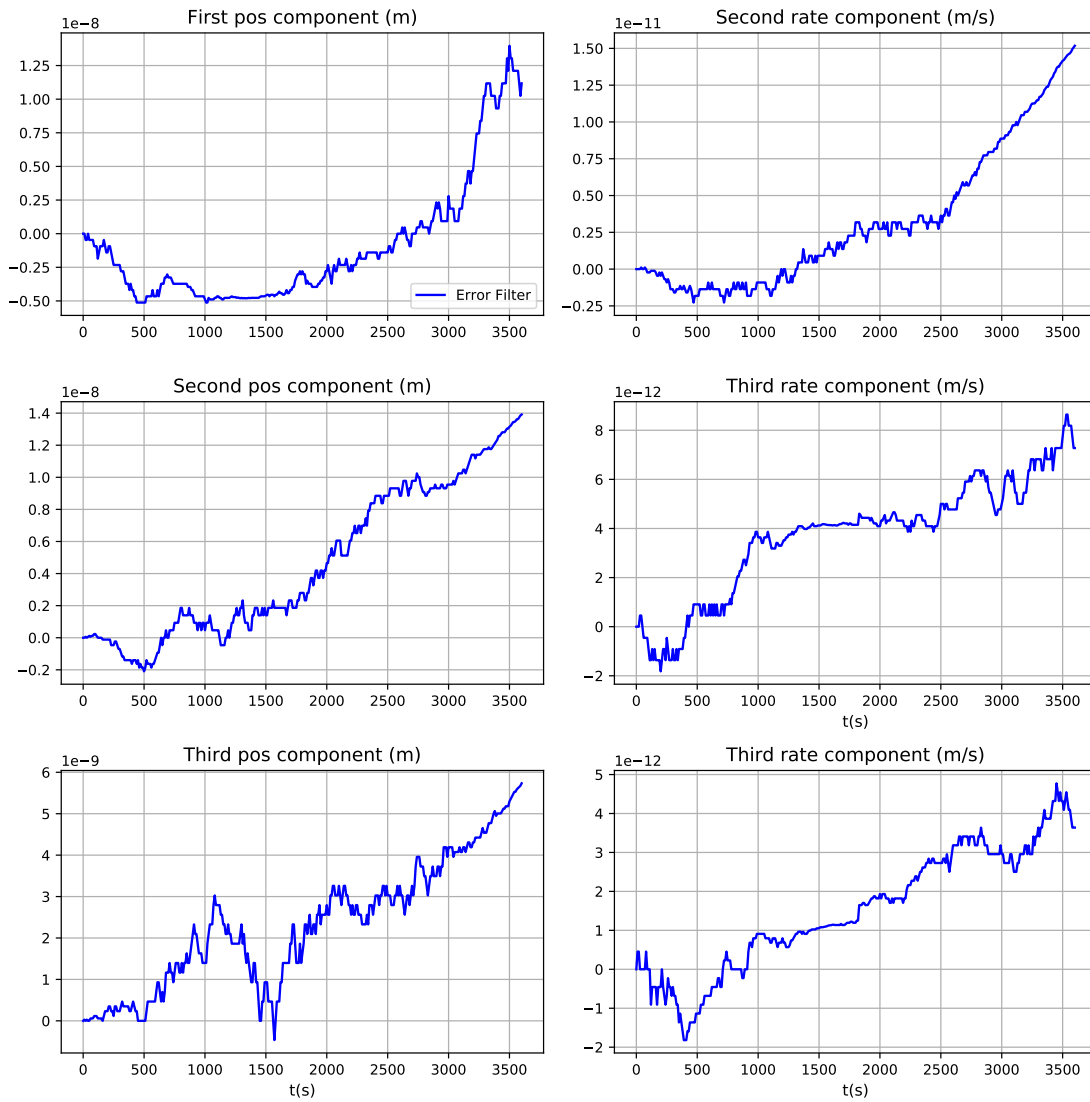 First pos component (m)
1e−8
1.25
1.00
0.75
0.50
0.25
0.00
−0.25
−0.50
0 500 1000 1500 2000 2500 3000 3500
Error Filter
Second rate component (m/s)
1e−11
1.50
1.25
1.00
0.75
0.50
0.25
0.00
−0.25
0 500 1000 1500 2000 2500 3000 3500
Second pos component (m)
1e−8
1.4
1.2
1.0
0.8
0.6
0.4
0.2
0.0
−0.2
0 500 1000 1500 2000 2500 3000 3500
Third rate component (m/s)
1e−12
8
6
4
2
0
−2
0 500 1000 1500 2000 2500 3000 3500
t(s)
Third pos component (m)
1e−9
6
5
4
3
2
1
0
0 500 1000 1500 2000 2500 3000 3500
t(s)
Third rate component (m/s)
1e−12
5
4
3
2
1
0
−1
−2
0 500 1000 1500 2000 2500 3000 3500
t(s)